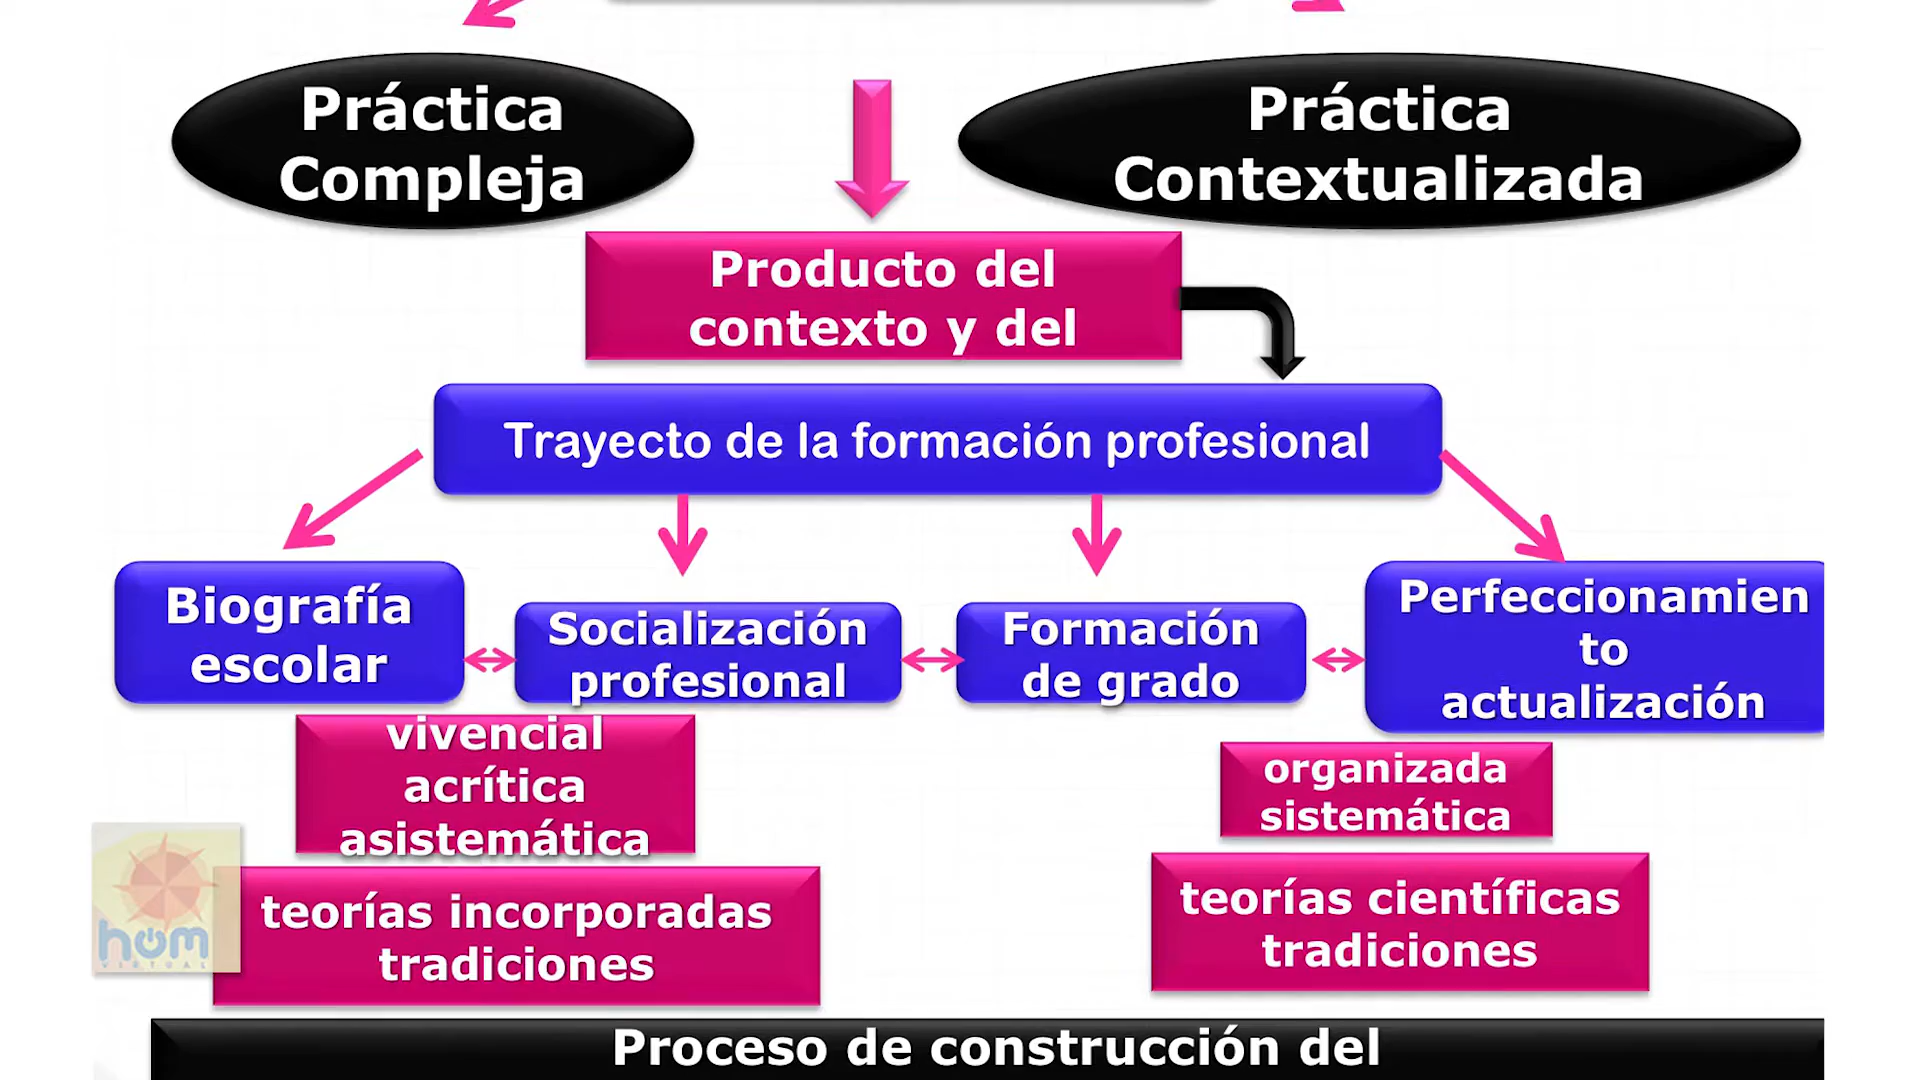 Práctica
Compleja
Práctica
Contextualizada
Producto del
contexto y del
Trayecto de la formación profesional
Biografía
escolar
Socialización
profesional
Formación
de grado
Perfeccionamien
to
actualización
vivencial
acrítica
asistemática
organizada
sistemática
teorías incorporadas
tradiciones
teorías científicas
tradiciones
hum
VIRTUAL
Proceso de construcción del